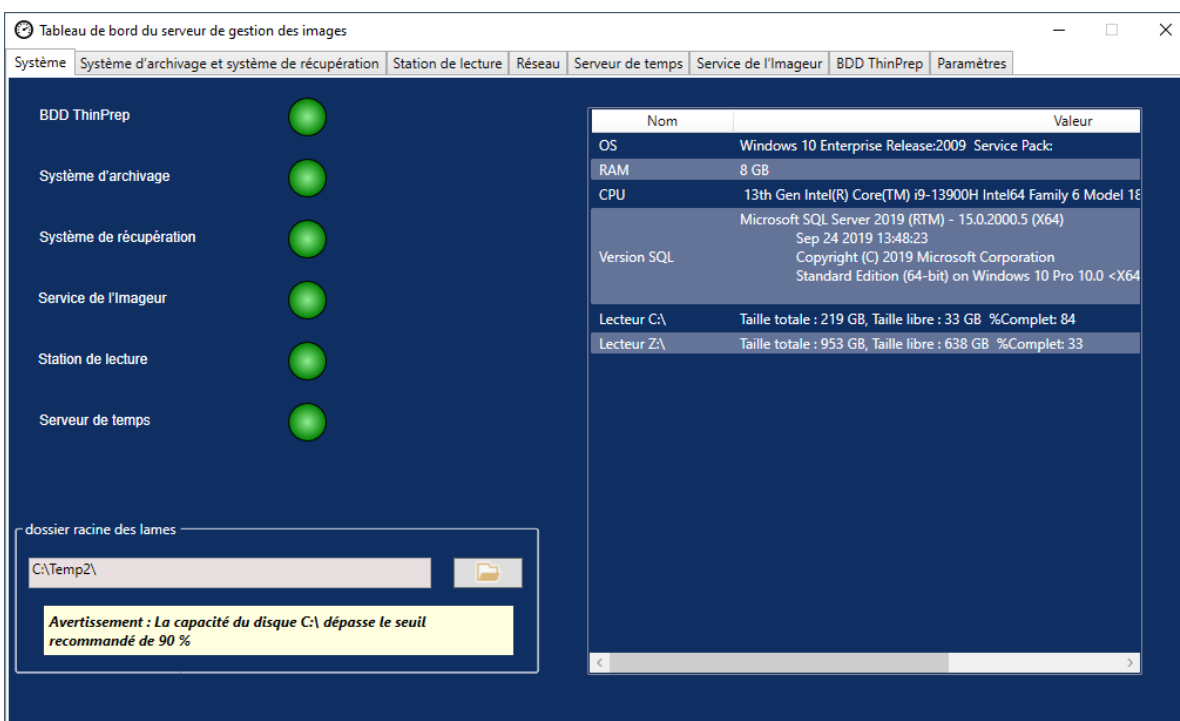 Tableau de bord du serveur de gestion des images
Système Système d'archivage et système de récupération Station de lecture Réseau Serveur de temps Service de l'Imageur BDD ThinPrep Paramètres
BDD ThinPrep
Système d'archivage
Système de récupération
Service de l'Imageur
Station de lecture
Serveur de temps
dossier racine des lames
C:\Temp2\
Avertissement : La capacité du disque C:\ dépasse le seuil
recommandé de 90 %
Nom Valeur
OS Windows 10 Enterprise Release:2009 Service Pack:
RAM 8 GB
CPU 13th Gen Intel(R) Core(TM) i9-13900H Intel64 Family 6 Model 18
Version SQL
Microsoft SQL Server 2019 (RTM) - 15.0.2000.5 (X64)
Sep 24 2019 13:48:23
Copyright (C) 2019 Microsoft Corporation
Standard Edition (64-bit) on Windows 10 Pro 10.0 <X64
Lecteur C:\ Taille totale : 219 GB, Taille libre : 33 GB %Complet: 84
Lecteur Z:\ Taille totale : 953 GB, Taille libre : 638 GB %Complet: 33